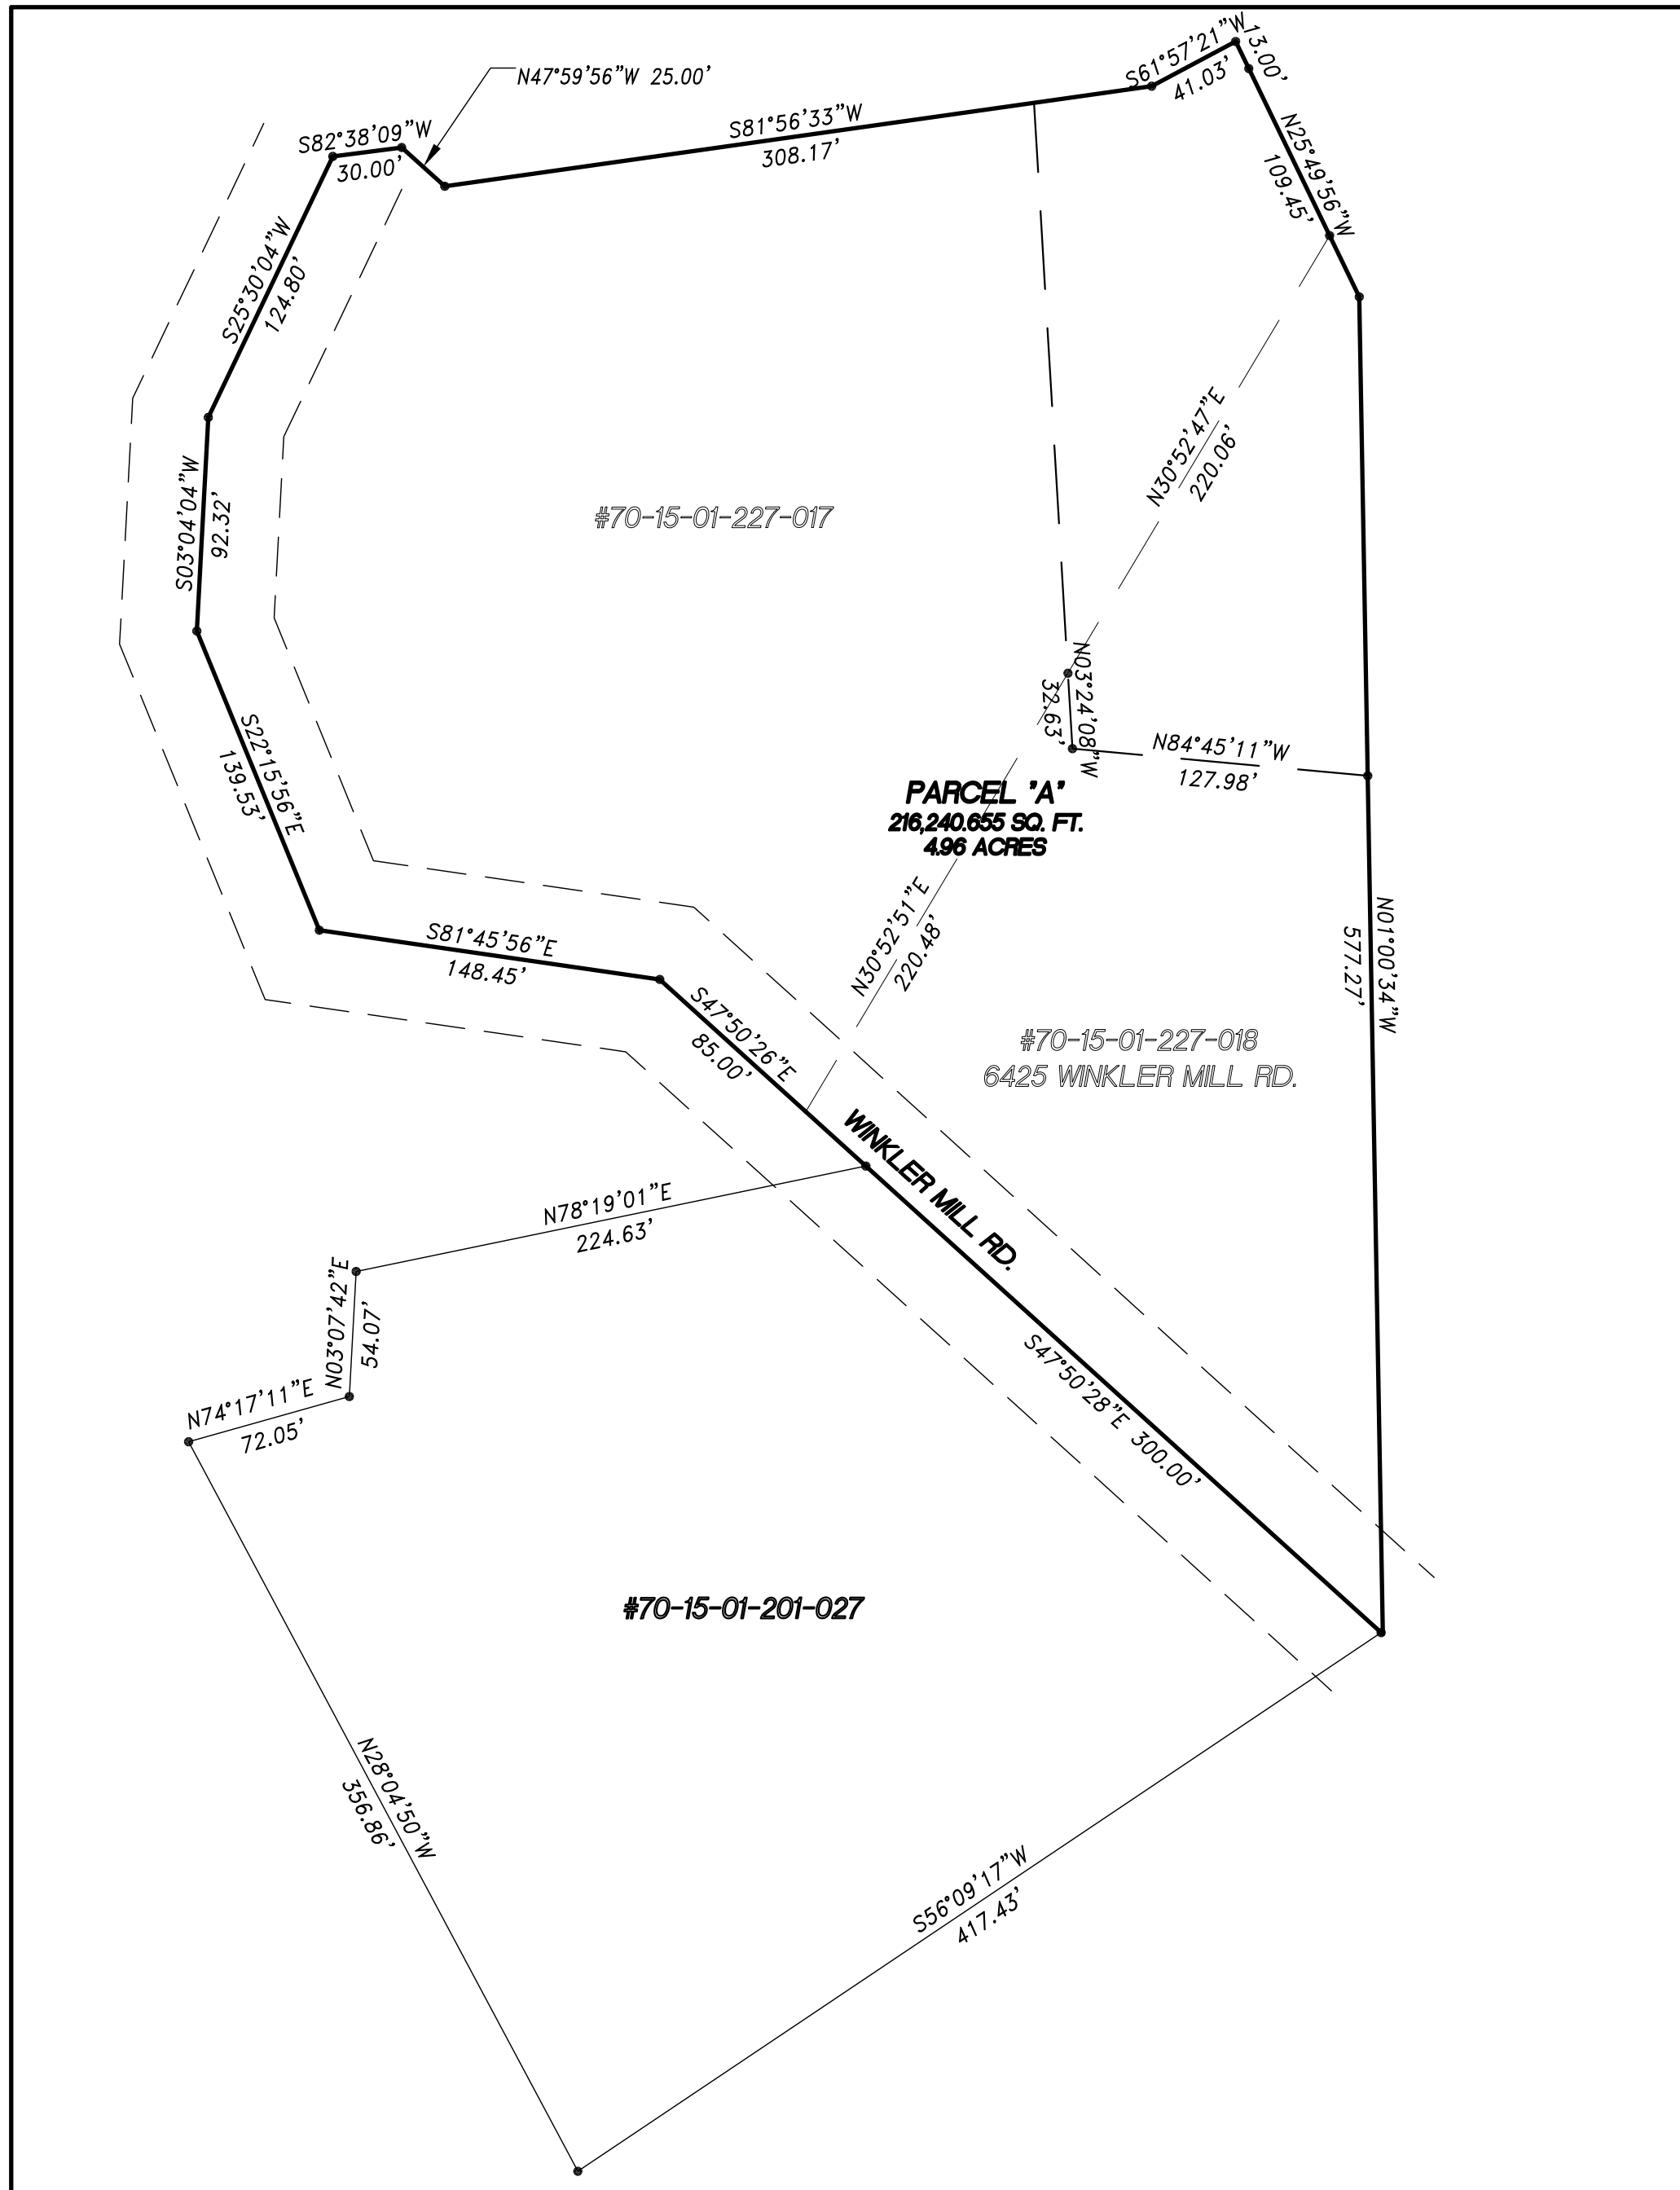 S61°57'21"W
41.03'
13.00'
N47°59'56"W 25.00'
S82°38'09"W
30.00'
S81°56'33"W
308.17'
N25°49'56"W
109.45'
S25°30'04"W
124.80'
N30°52'47"E
220.06'
S03°04'04"W
92.32'
#70-15-01-227-017
N03°24'08"W
32.63'
N84°45'11"W
127.98'
S22°15'56"E
139.53'
PARCEL "A"
216,240.655 SQ. FT.
4.96 ACRES
N30°52'51"E
220.48'
N01°00'34"W
577.27'
S81°45'56"E
148.45'
S47°50'26"E
85.00'
#70-15-01-227-018
6425 WINKLER MILL RD.
WINKLER MILL RD.
N78°19'01"E
224.63'
N03°07'42"E
54.07'
S47°50'28"E 300.00'
N74°17'11"E
72.05'
#70-15-01-201-027
N28°04'50"W
356.86'
S56°09'17"W
417.43'